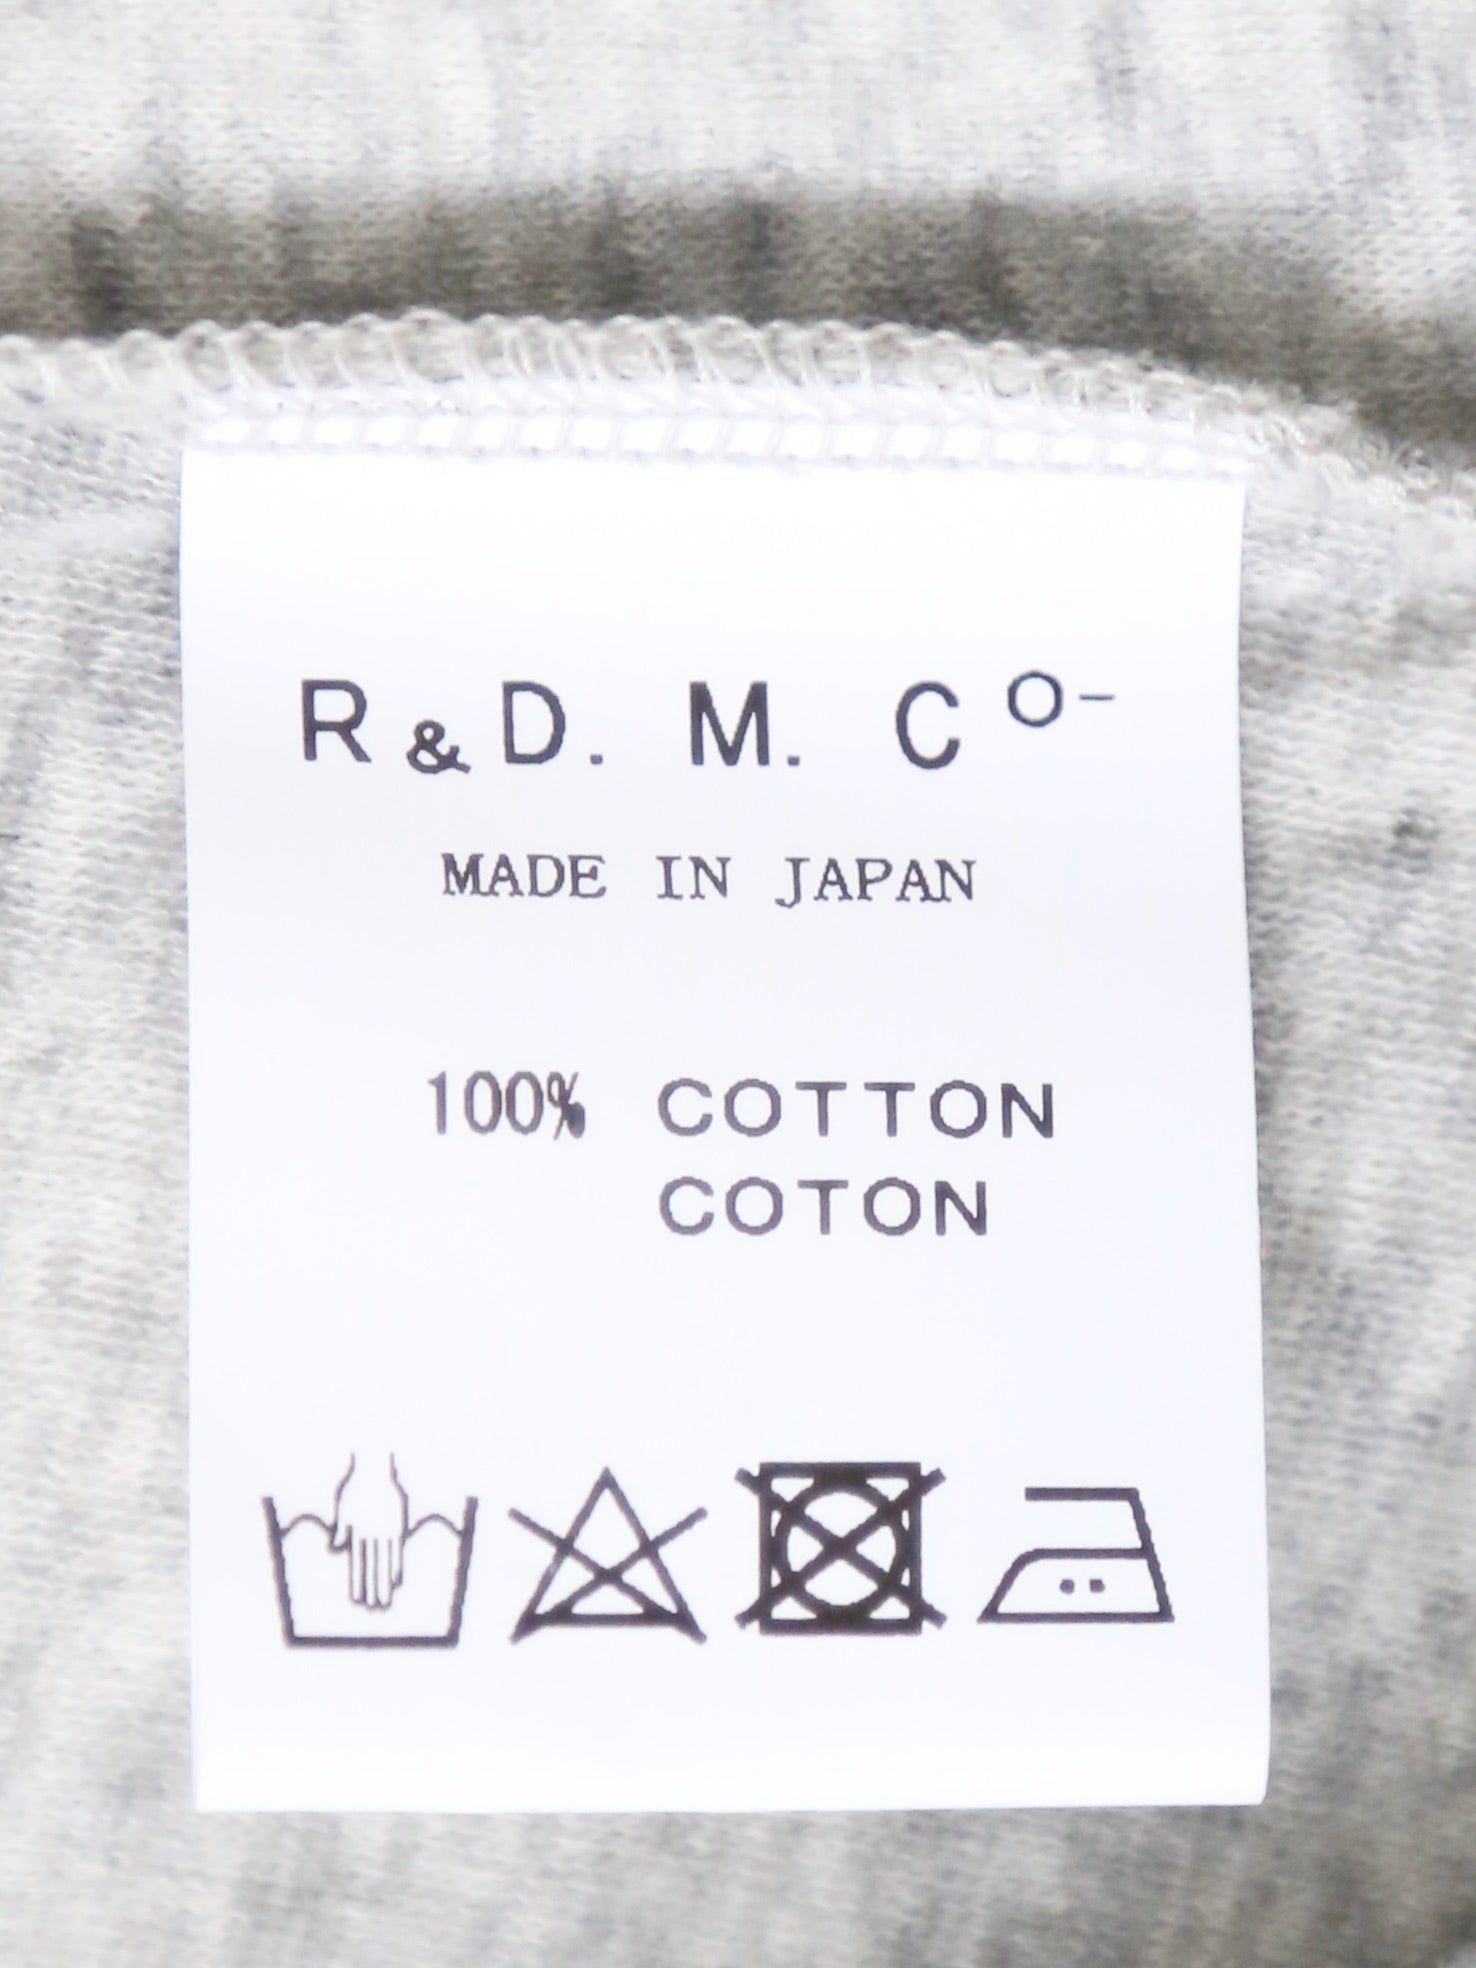 R&D. M. CO-
MADE IN JAPAN
100% COTTON
COTON